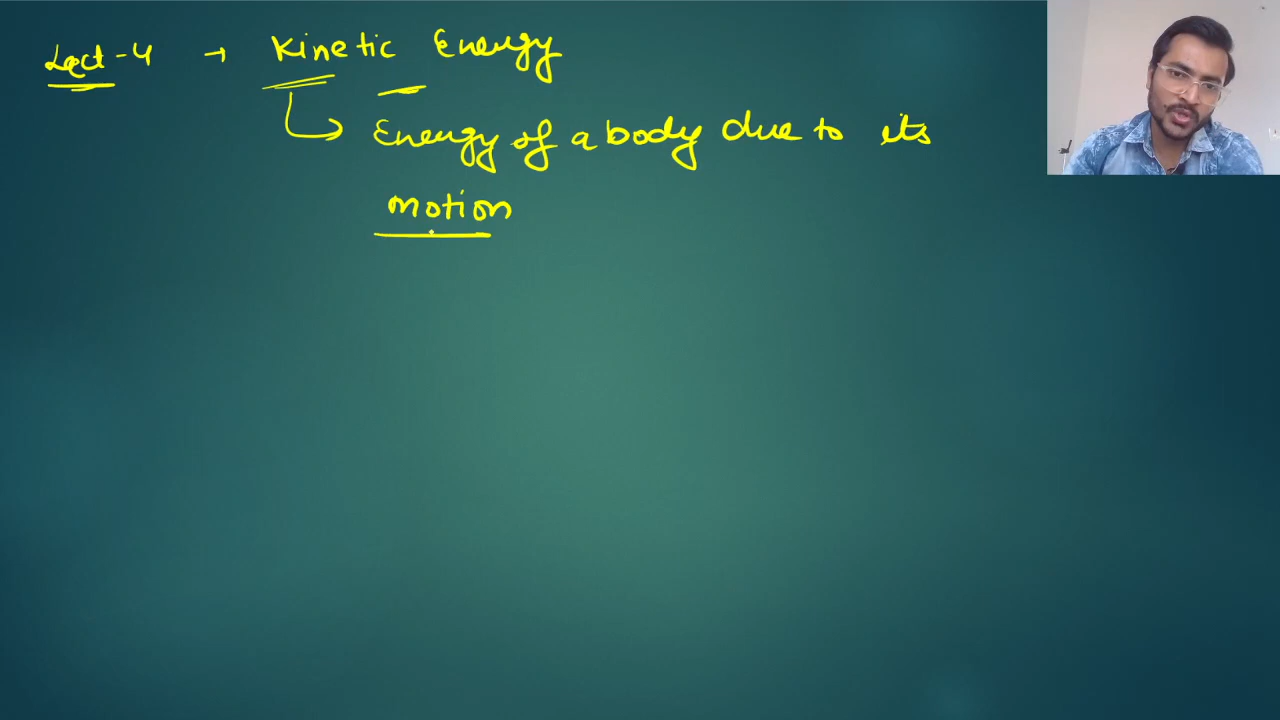 Lect-4 → Kinetic Energy
Energy of a body due to its
motion